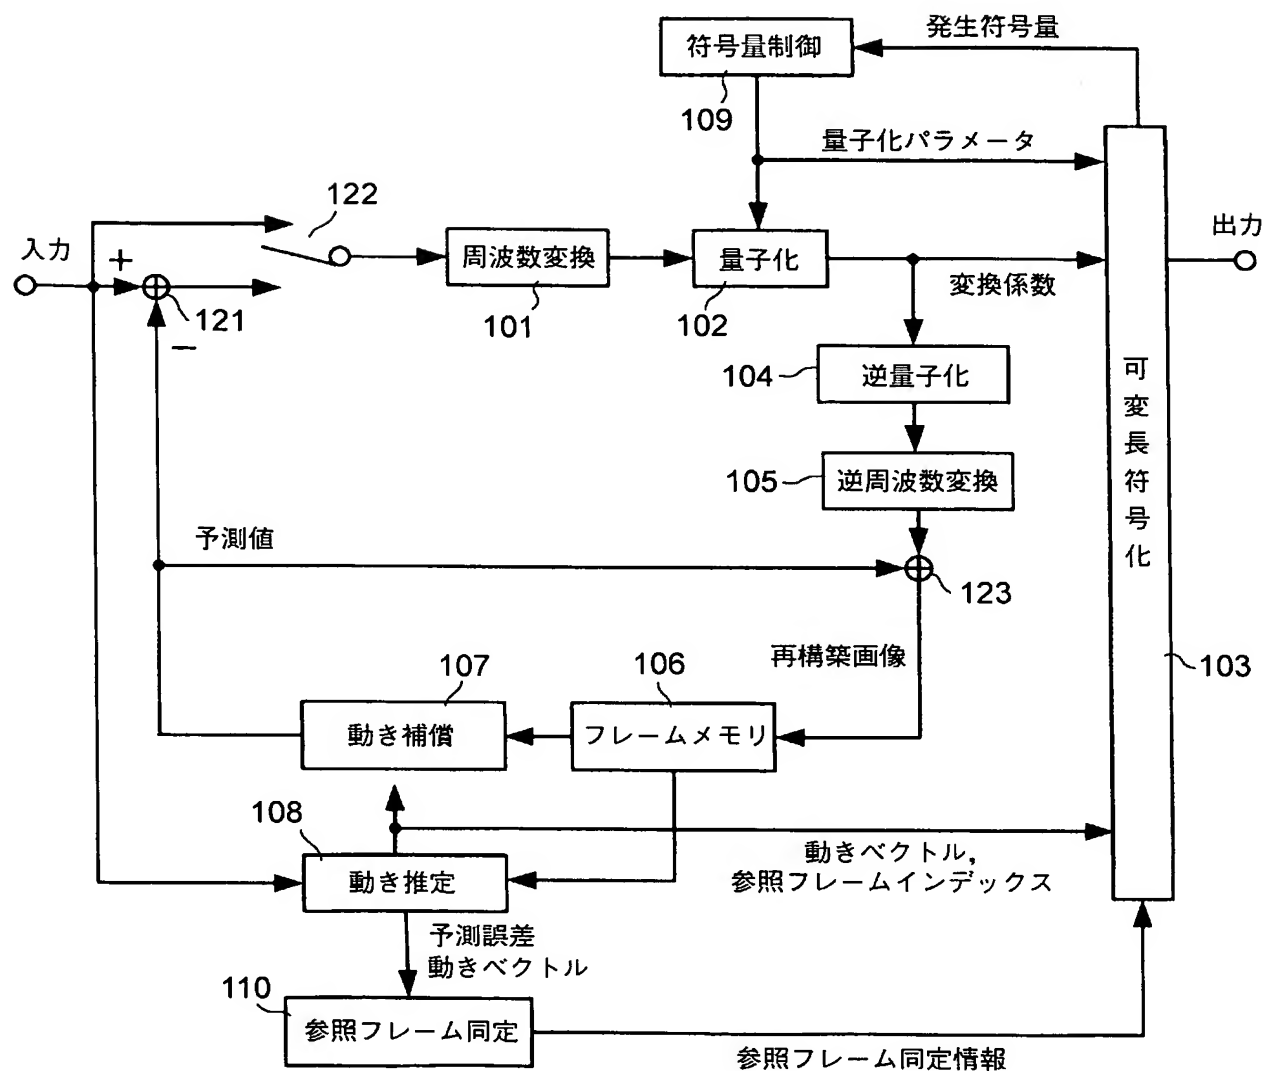 発生符号量
符号量制御
109
量子化パラメータ
122
入力
+
121
−
周波数変換
101
量子化
102
変換係数
出力
104
逆量子化
105
逆周波数変換
可変長符号化
予測値
123
再構築画像
103
107
動き補償
106
フレームメモリ
108
動き推定
動きベクトル,
参照フレームインデックス
予測誤差
動きベクトル
110
参照フレーム同定
参照フレーム同定情報